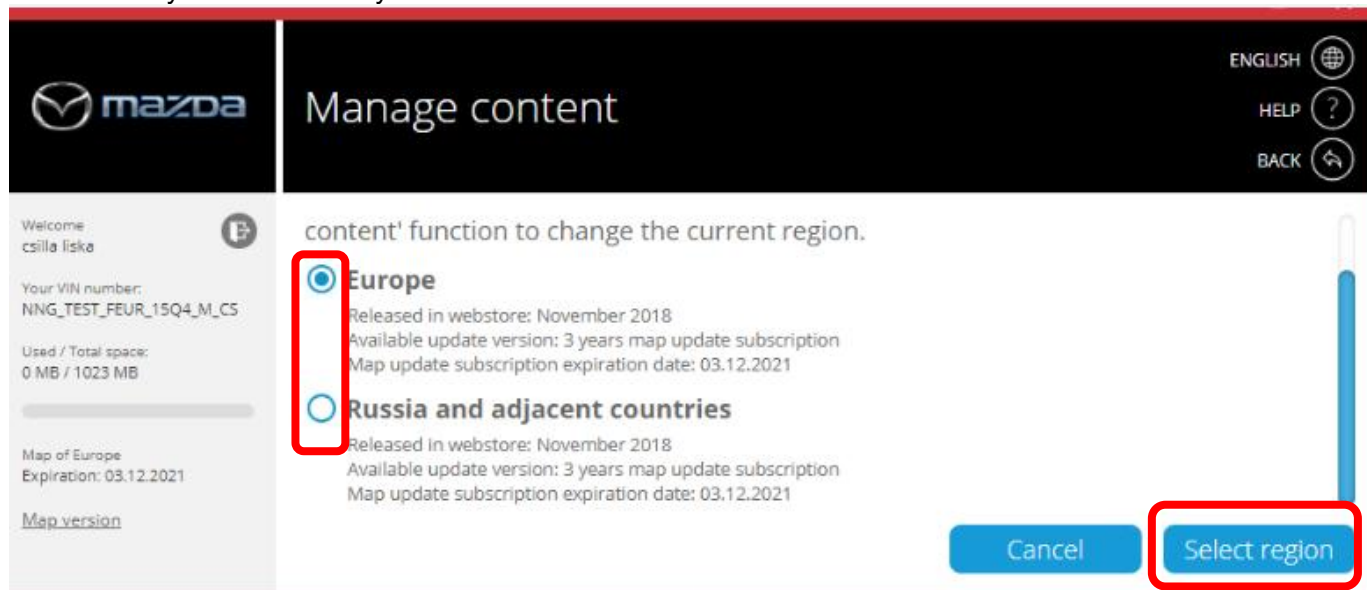 mazda
Manage content
ENGLISH
HELP
?
BACK
Welcome
csilla liska
Your VIN number:
NNG_TEST_FEUR_15Q4_M_CS
Used / Total space:
0 MB / 1023 MB
Map of Europe
Expiration: 03.12.2021
Map version
content' function to change the current region.
Europe
Released in webstore: November 2018
Available update version: 3 years map update subscription
Map update subscription expiration date: 03.12.2021
Russia and adjacent countries
Released in webstore: November 2018
Available update version: 3 years map update subscription
Map update subscription expiration date: 03.12.2021
Cancel
Select region